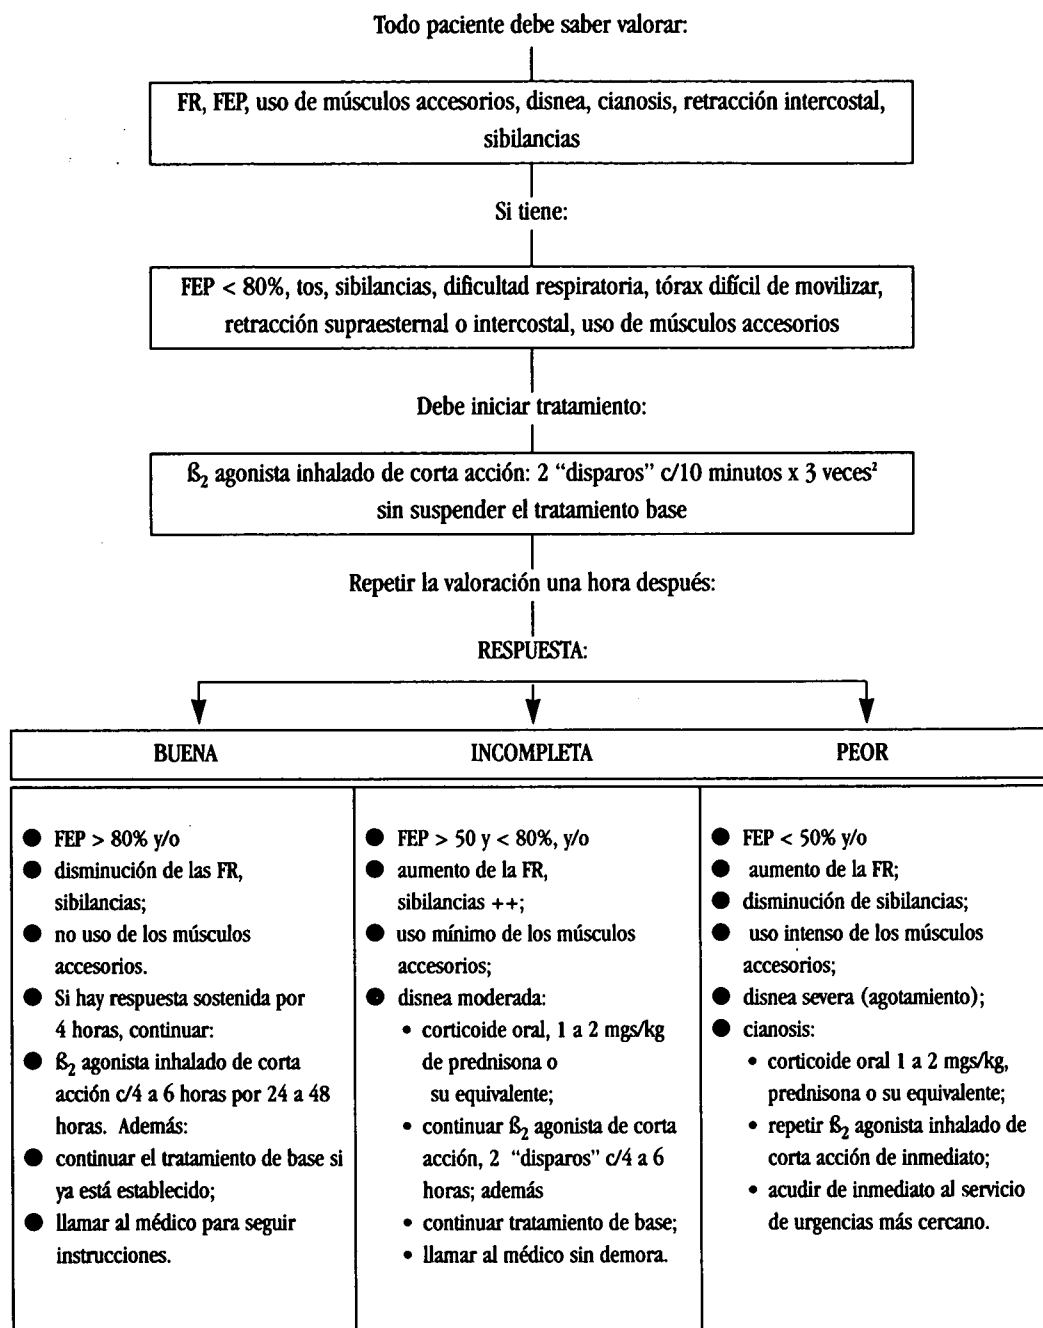 Todo paciente debe saber valorar:
FR, FEP, uso de músculos accesorios, disnea, cianosis, retracción intercostal,
sibilancias
Si tiene:
FEP < 80%, tos, sibilancias, dificultad respiratoria, tórax difícil de movilizar,
retracción supraesternal o intercostal, uso de músculos accesorios
Debe iniciar tratamiento:
ß₂ agonista inhalado de corta acción: 2 “disparos” c/10 minutos x 3 veces²
sin suspender el tratamiento base
Repetir la valoración una hora después:
RESPUESTA:
BUENA
● FEP > 80% y/o
● disminución de las FR,
sibilancias;
● no uso de los músculos
accesorios.
● Si hay respuesta sostenida por
4 horas, continuar:
● ß₂ agonista inhalado de corta
acción c/4 a 6 horas por 24 a 48
horas. Además:
● continuar el tratamiento de base si
ya está establecido;
● llamar al médico para seguir
instrucciones.
INCOMPLETA
● FEP > 50 y < 80%, y/o
● aumento de la FR,
sibilancias ++;
● uso mínimo de los músculos
accesorios;
● disnea moderada:
• corticoide oral, 1 a 2 mgs/kg
de prednisona o
su equivalente;
• continuar ß₂ agonista de corta
acción, 2 “disparos” c/4 a 6
horas; además
• continuar tratamiento de base;
• llamar al médico sin demora.
PEOR
● FEP < 50% y/o
● aumento de la FR;
● disminución de sibilancias;
● uso intenso de los músculos
accesorios;
● disnea severa (agotamiento);
● cianosis:
• corticoide oral 1 a 2 mgs/kg,
prednisona o su equivalente;
• repetir ß₂ agonista inhalado de
corta acción de inmediato;
• acudir de inmediato al servicio
de urgencias más cercano.